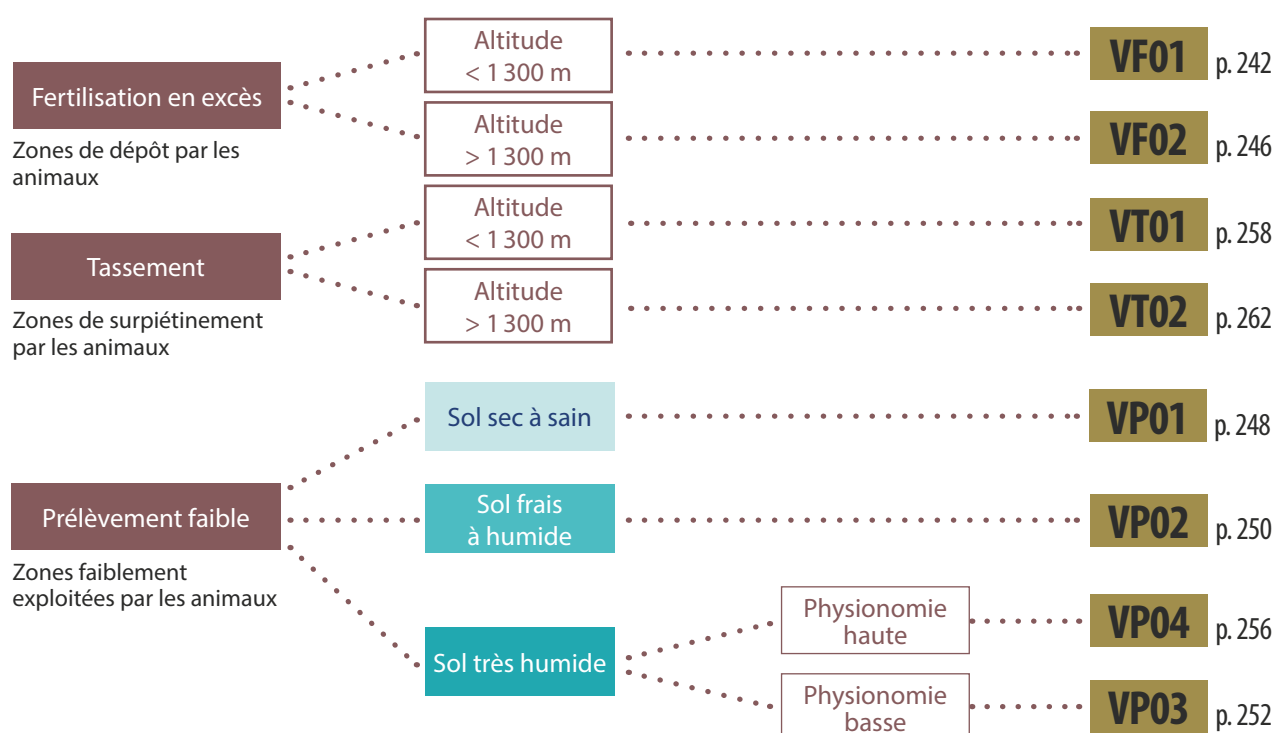 Altitude
< 1 300 m
VF01 p. 242
Fertilisation en excès
Zones de dépôt par les
animaux
Altitude
> 1 300 m
VF02 p. 246
Altitude
< 1 300 m
VT01 p. 258
Tassement
Zones de surpiétinement
par les animaux
Altitude
> 1 300 m
VT02 p. 262
Sol sec à sain
VP01 p. 248
Prélèvement faible
Zones faiblement
exploitées par les animaux
Sol frais
à humide
VP02 p. 250
Sol très humide
Physionomie
haute
VP04 p. 256
Physionomie
basse
VP03 p. 252